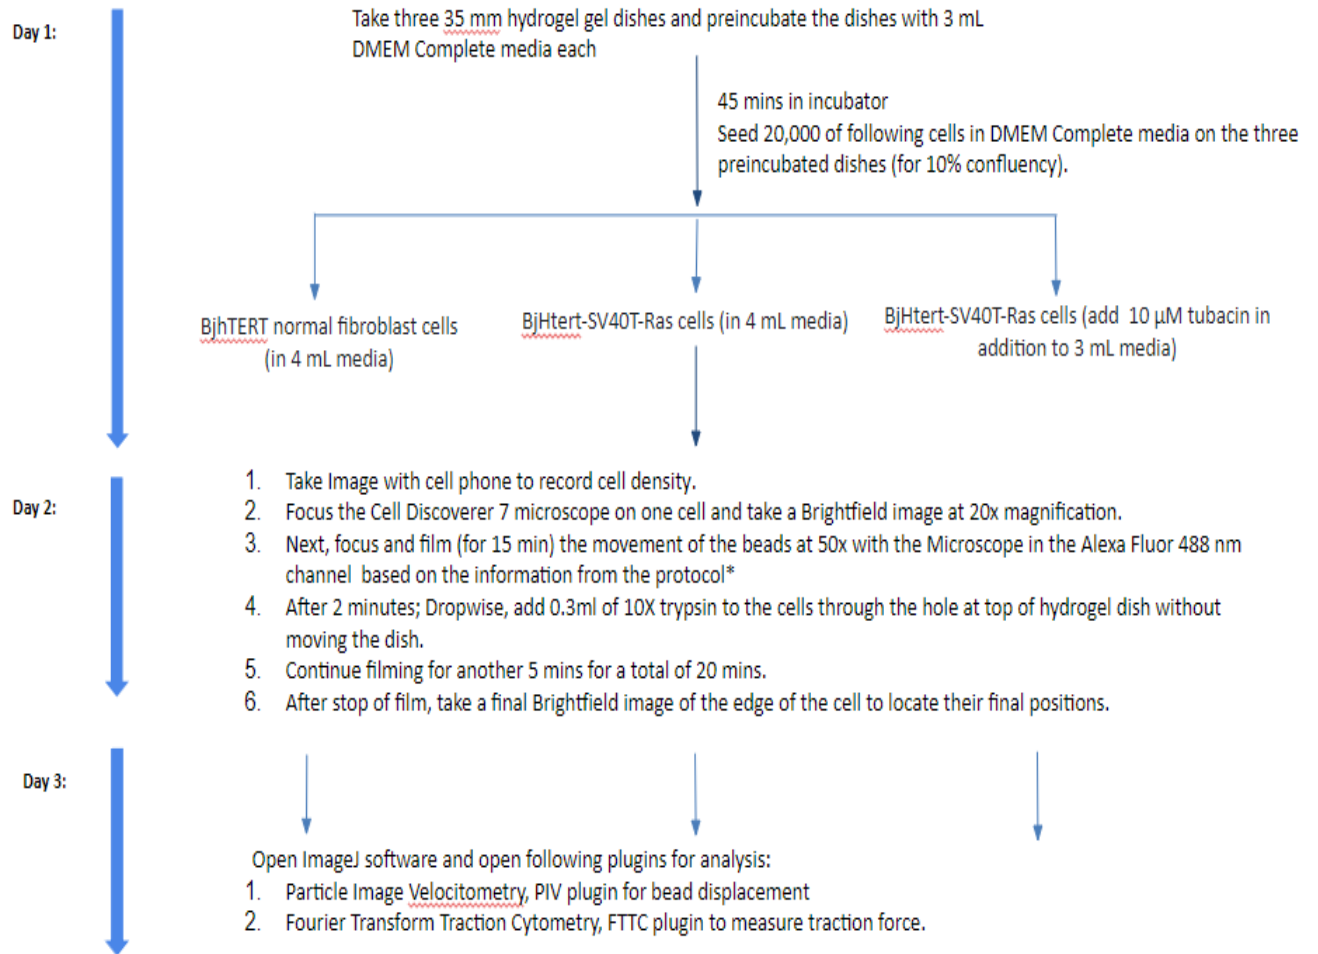 Day 1:
Take three 35 mm hydrogel gel dishes and preincubate the dishes with 3 mL
DMEM Complete media each
45 mins in incubator
Seed 20,000 of following cells in DMEM Complete media on the three
preincubated dishes (for 10% confluency).
BjhTERT normal fibroblast cells
(in 4 mL media)
BjHtert-SV40T-Ras cells (in 4 mL media)
BjHtert-SV40T-Ras cells (add 10 µM tubacin in
addition to 3 mL media)
Day 2:
1. Take Image with cell phone to record cell density.
2. Focus the Cell Discoverer 7 microscope on one cell and take a Brightfield image at 20x magnification.
3. Next, focus and film (for 15 min) the movement of the beads at 50x with the Microscope in the Alexa Fluor 488 nm
channel based on the information from the protocol*
4. After 2 minutes; Dropwise, add 0.3ml of 10X trypsin to the cells through the hole at top of hydrogel dish without
moving the dish.
5. Continue filming for another 5 mins for a total of 20 mins.
6. After stop of film, take a final Brightfield image of the edge of the cell to locate their final positions.
Day 3:
Open ImageJ software and open following plugins for analysis:
1. Particle Image Velocitometry, PIV plugin for bead displacement
2. Fourier Transform Traction Cytometry, FTTC plugin to measure traction force.